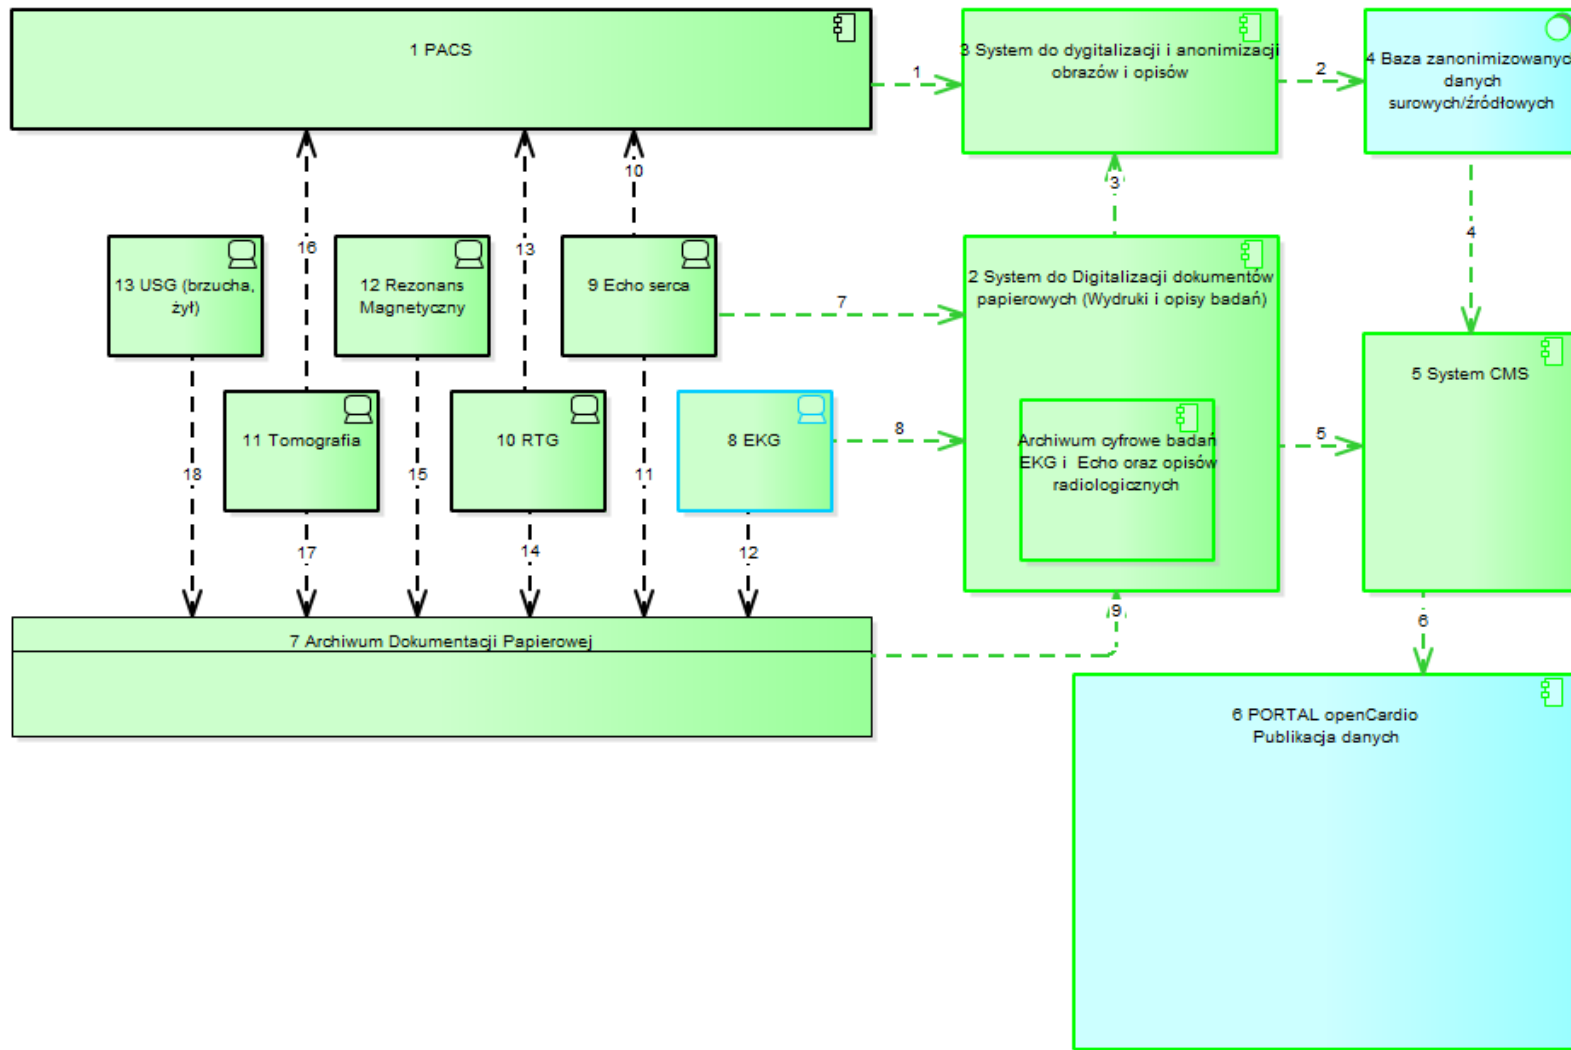 1 PACS
1
3 System do dygitalizacji i anonimizacji
obrazów i opisów
2
4 Baza zanonimizowanyc
danych
surowych/źródłowych
16
13
10
3
4
13 USG (brzucha,
żył)
12 Rezonans
Magnetyczny
9 Echo serca
7
2 System do Digitalizacji dokumentów
papierowych (Wydruki i opisy badań)
5 System CMS
11 Tomografia
10 RTG
8 EKG
8
Archiwum cyfrowe badań
EKG i Echo oraz opisów
radiologicznych
5
18
15
11
17
14
12
9
6
7 Archiwum Dokumentacji Papierowej
6 PORTAL openCardio
Publikacja danych